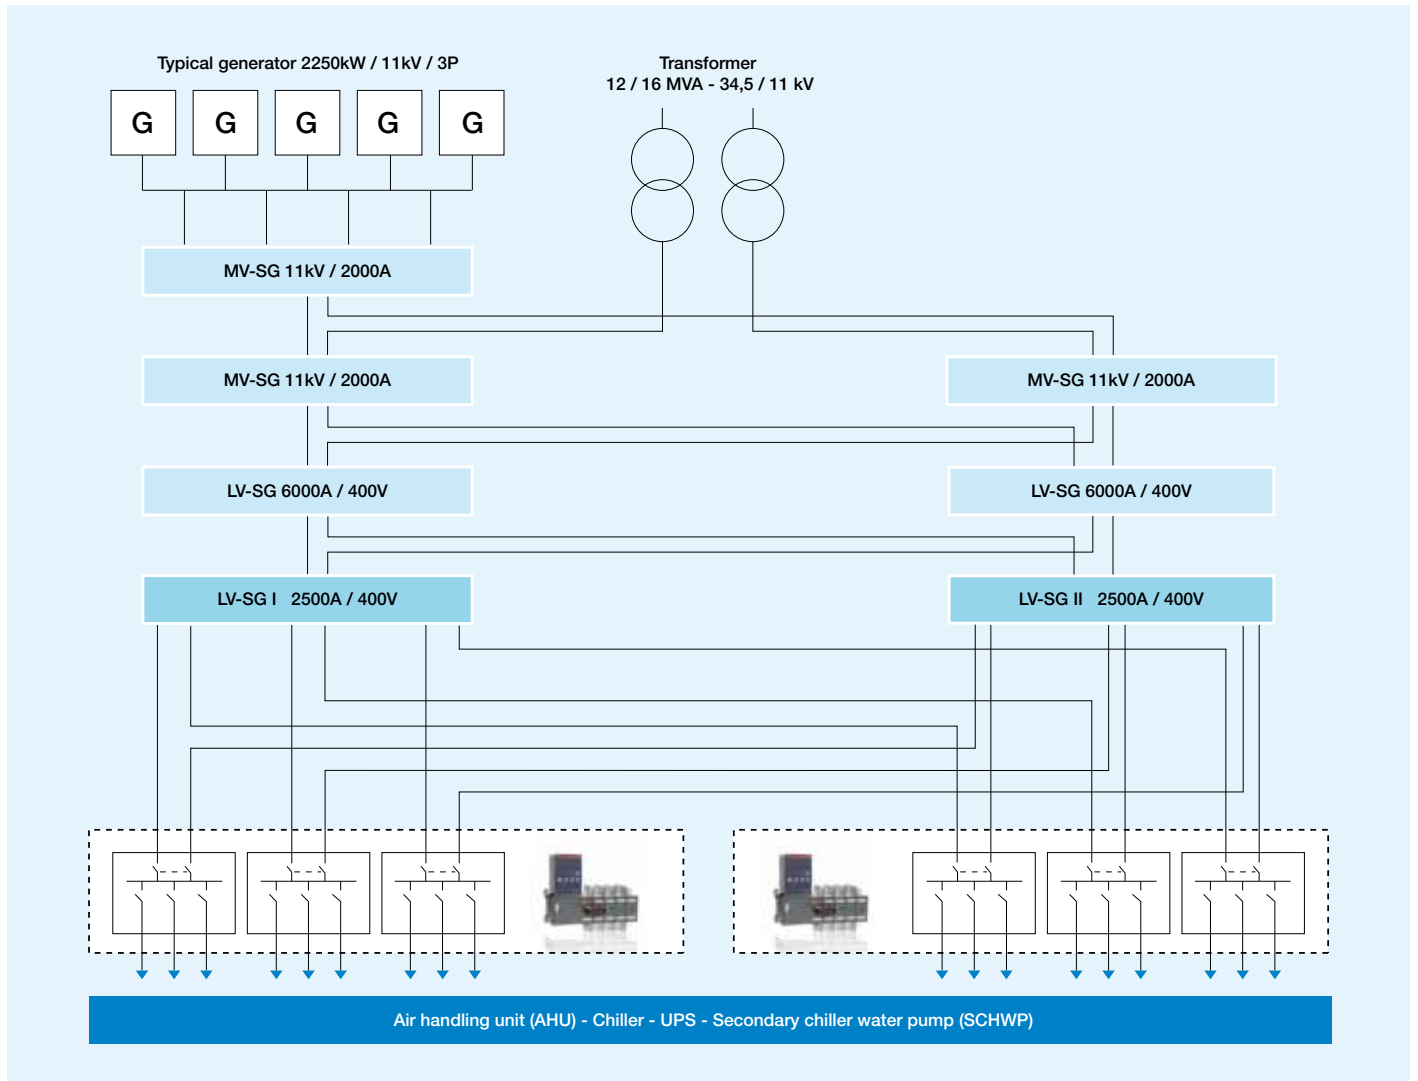 Typical generator 2250kW / 11kV / 3P
Transformer
12 / 16 MVA - 34,5 / 11 kV
G G G G G
MV-SG 11kV / 2000A
MV-SG 11kV / 2000A
MV-SG 11kV / 2000A
LV-SG 6000A / 400V
LV-SG 6000A / 400V
LV-SG I 2500A / 400V
LV-SG II 2500A / 400V
Air handling unit (AHU) - Chiller - UPS - Secondary chiller water pump (SCHWP)